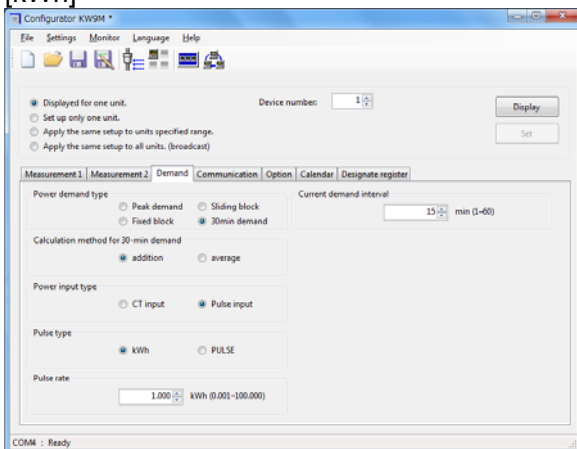 [kWh]
Configurator KW9M *
File Settings Monitor Language Help
Displayed for one unit. Device number: 1 Display
Set up only one unit.
Apply the same setup to units specified range. Set
Apply the same setup to all units. (broadcast)
Measurement 1 Measurement 2 Demand Communication Option Calendar Designate register
Power demand type Current demand interval
Peak demand Sliding block 15 min (1~60)
Fixed block 30min demand
Calculation method for 30-min demand
addition average
Power input type
CT input Pulse input
Pulse type
kWh PULSE
Pulse rate
1.000 kWh (0.001~100.000)
COM4 : Ready